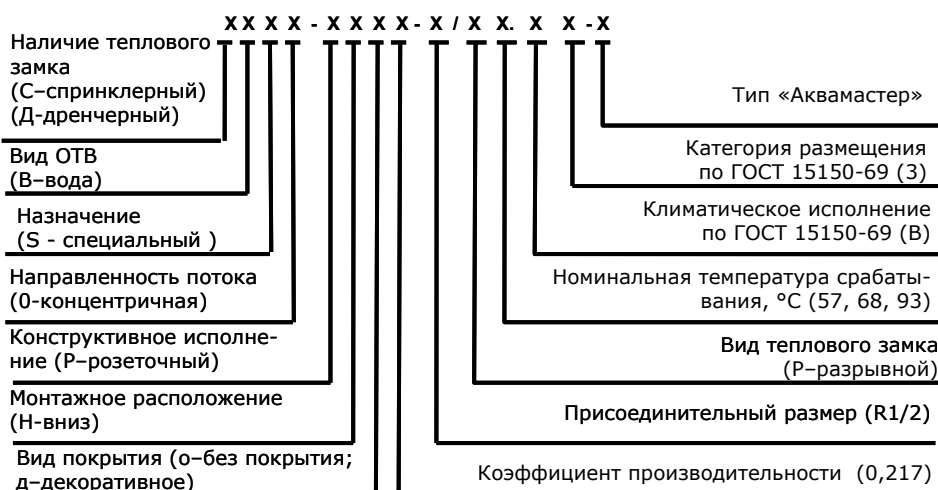 X X X X - X X X X - X / X X. X X - X
Наличие теплового
замка
(С–спринклерный)
(Д-дренчерный)
Вид ОТВ
(В–вода)
Назначение
(S - специальный )
Направленность потока
(0-концентричная)
Конструктивное исполне-
ние (Р–розеточный)
Монтажное расположение
(Н-вниз)
Вид покрытия (о–без покрытия;
д–декоративное)
Тип «Аквамастер»
Категория размещения
по ГОСТ 15150-69 (3)
Климатическое исполнение
по ГОСТ 15150-69 (В)
Номинальная температура срабаты-
вания, °С (57, 68, 93)
Вид теплового замка
(Р–разрывной)
Присоединительный размер (R1/2)
Коэффициент производительности (0,217)